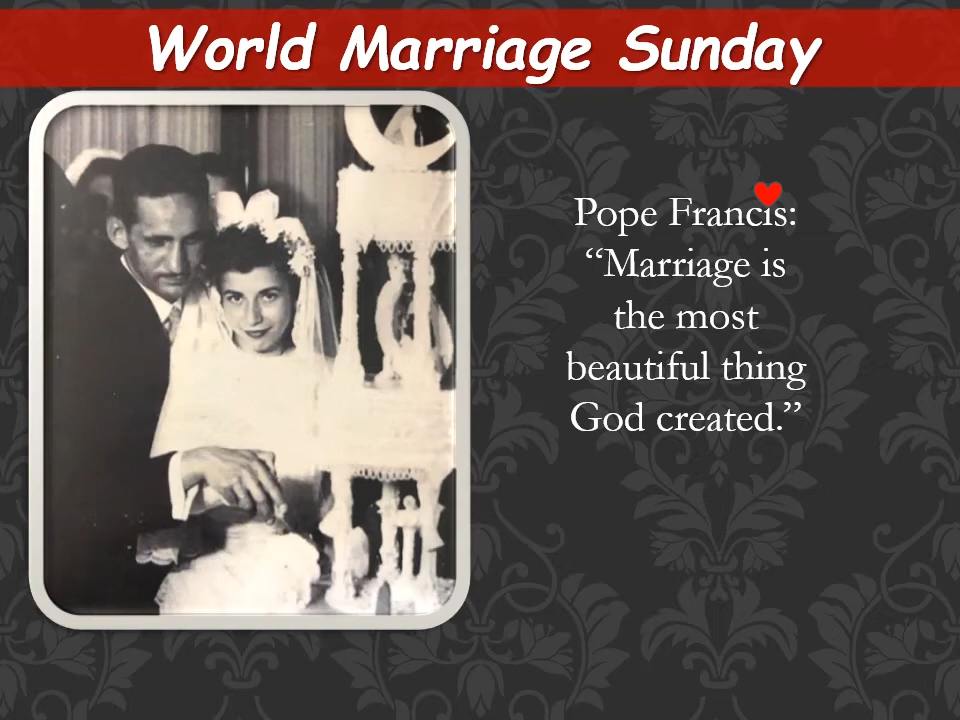 World Marriage Sunday
Pope Francis:
“Marriage is
the most
beautiful thing
God created.”